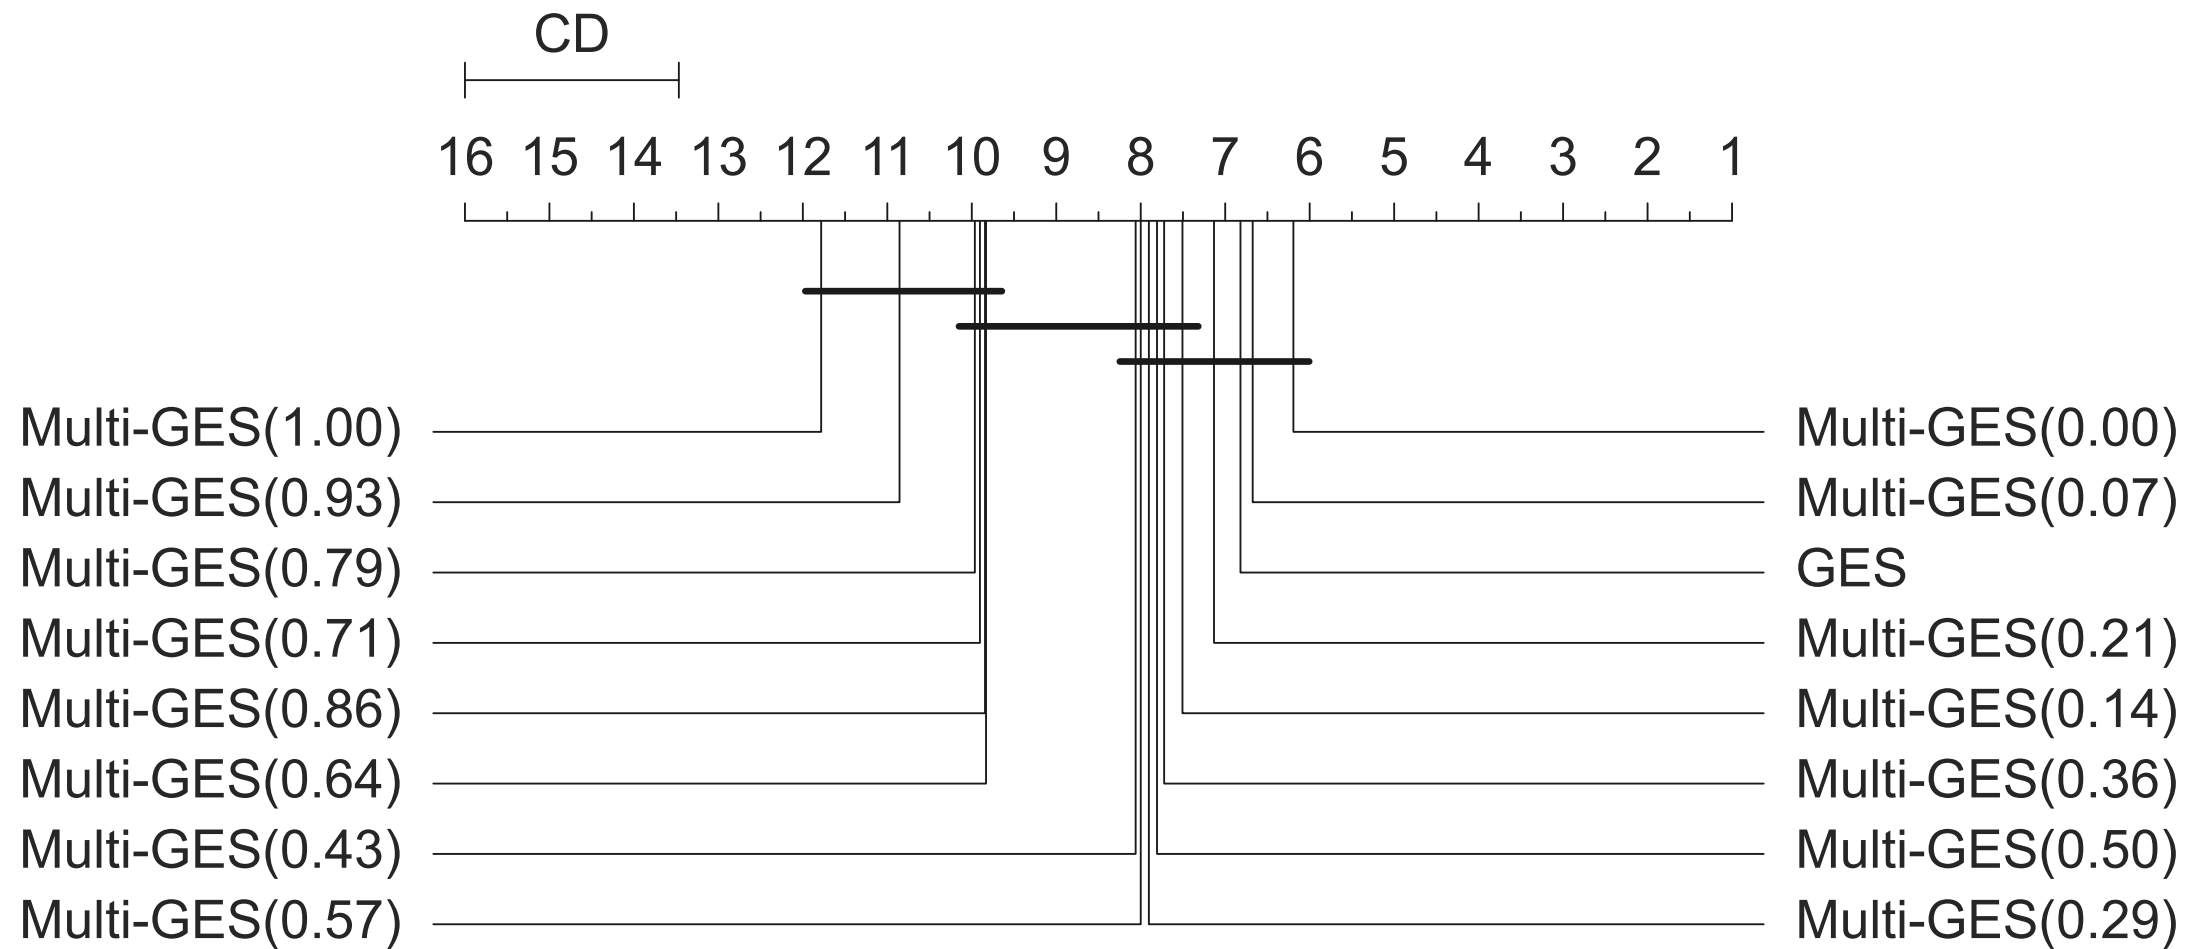 CD
16 15 14 13 12 11 10 9 8 7 6 5 4 3 2 1
Multi-GES(1.00)
Multi-GES(0.93)
Multi-GES(0.79)
Multi-GES(0.71)
Multi-GES(0.86)
Multi-GES(0.64)
Multi-GES(0.43)
Multi-GES(0.57)
Multi-GES(0.00)
Multi-GES(0.07)
GES
Multi-GES(0.21)
Multi-GES(0.14)
Multi-GES(0.36)
Multi-GES(0.50)
Multi-GES(0.29)